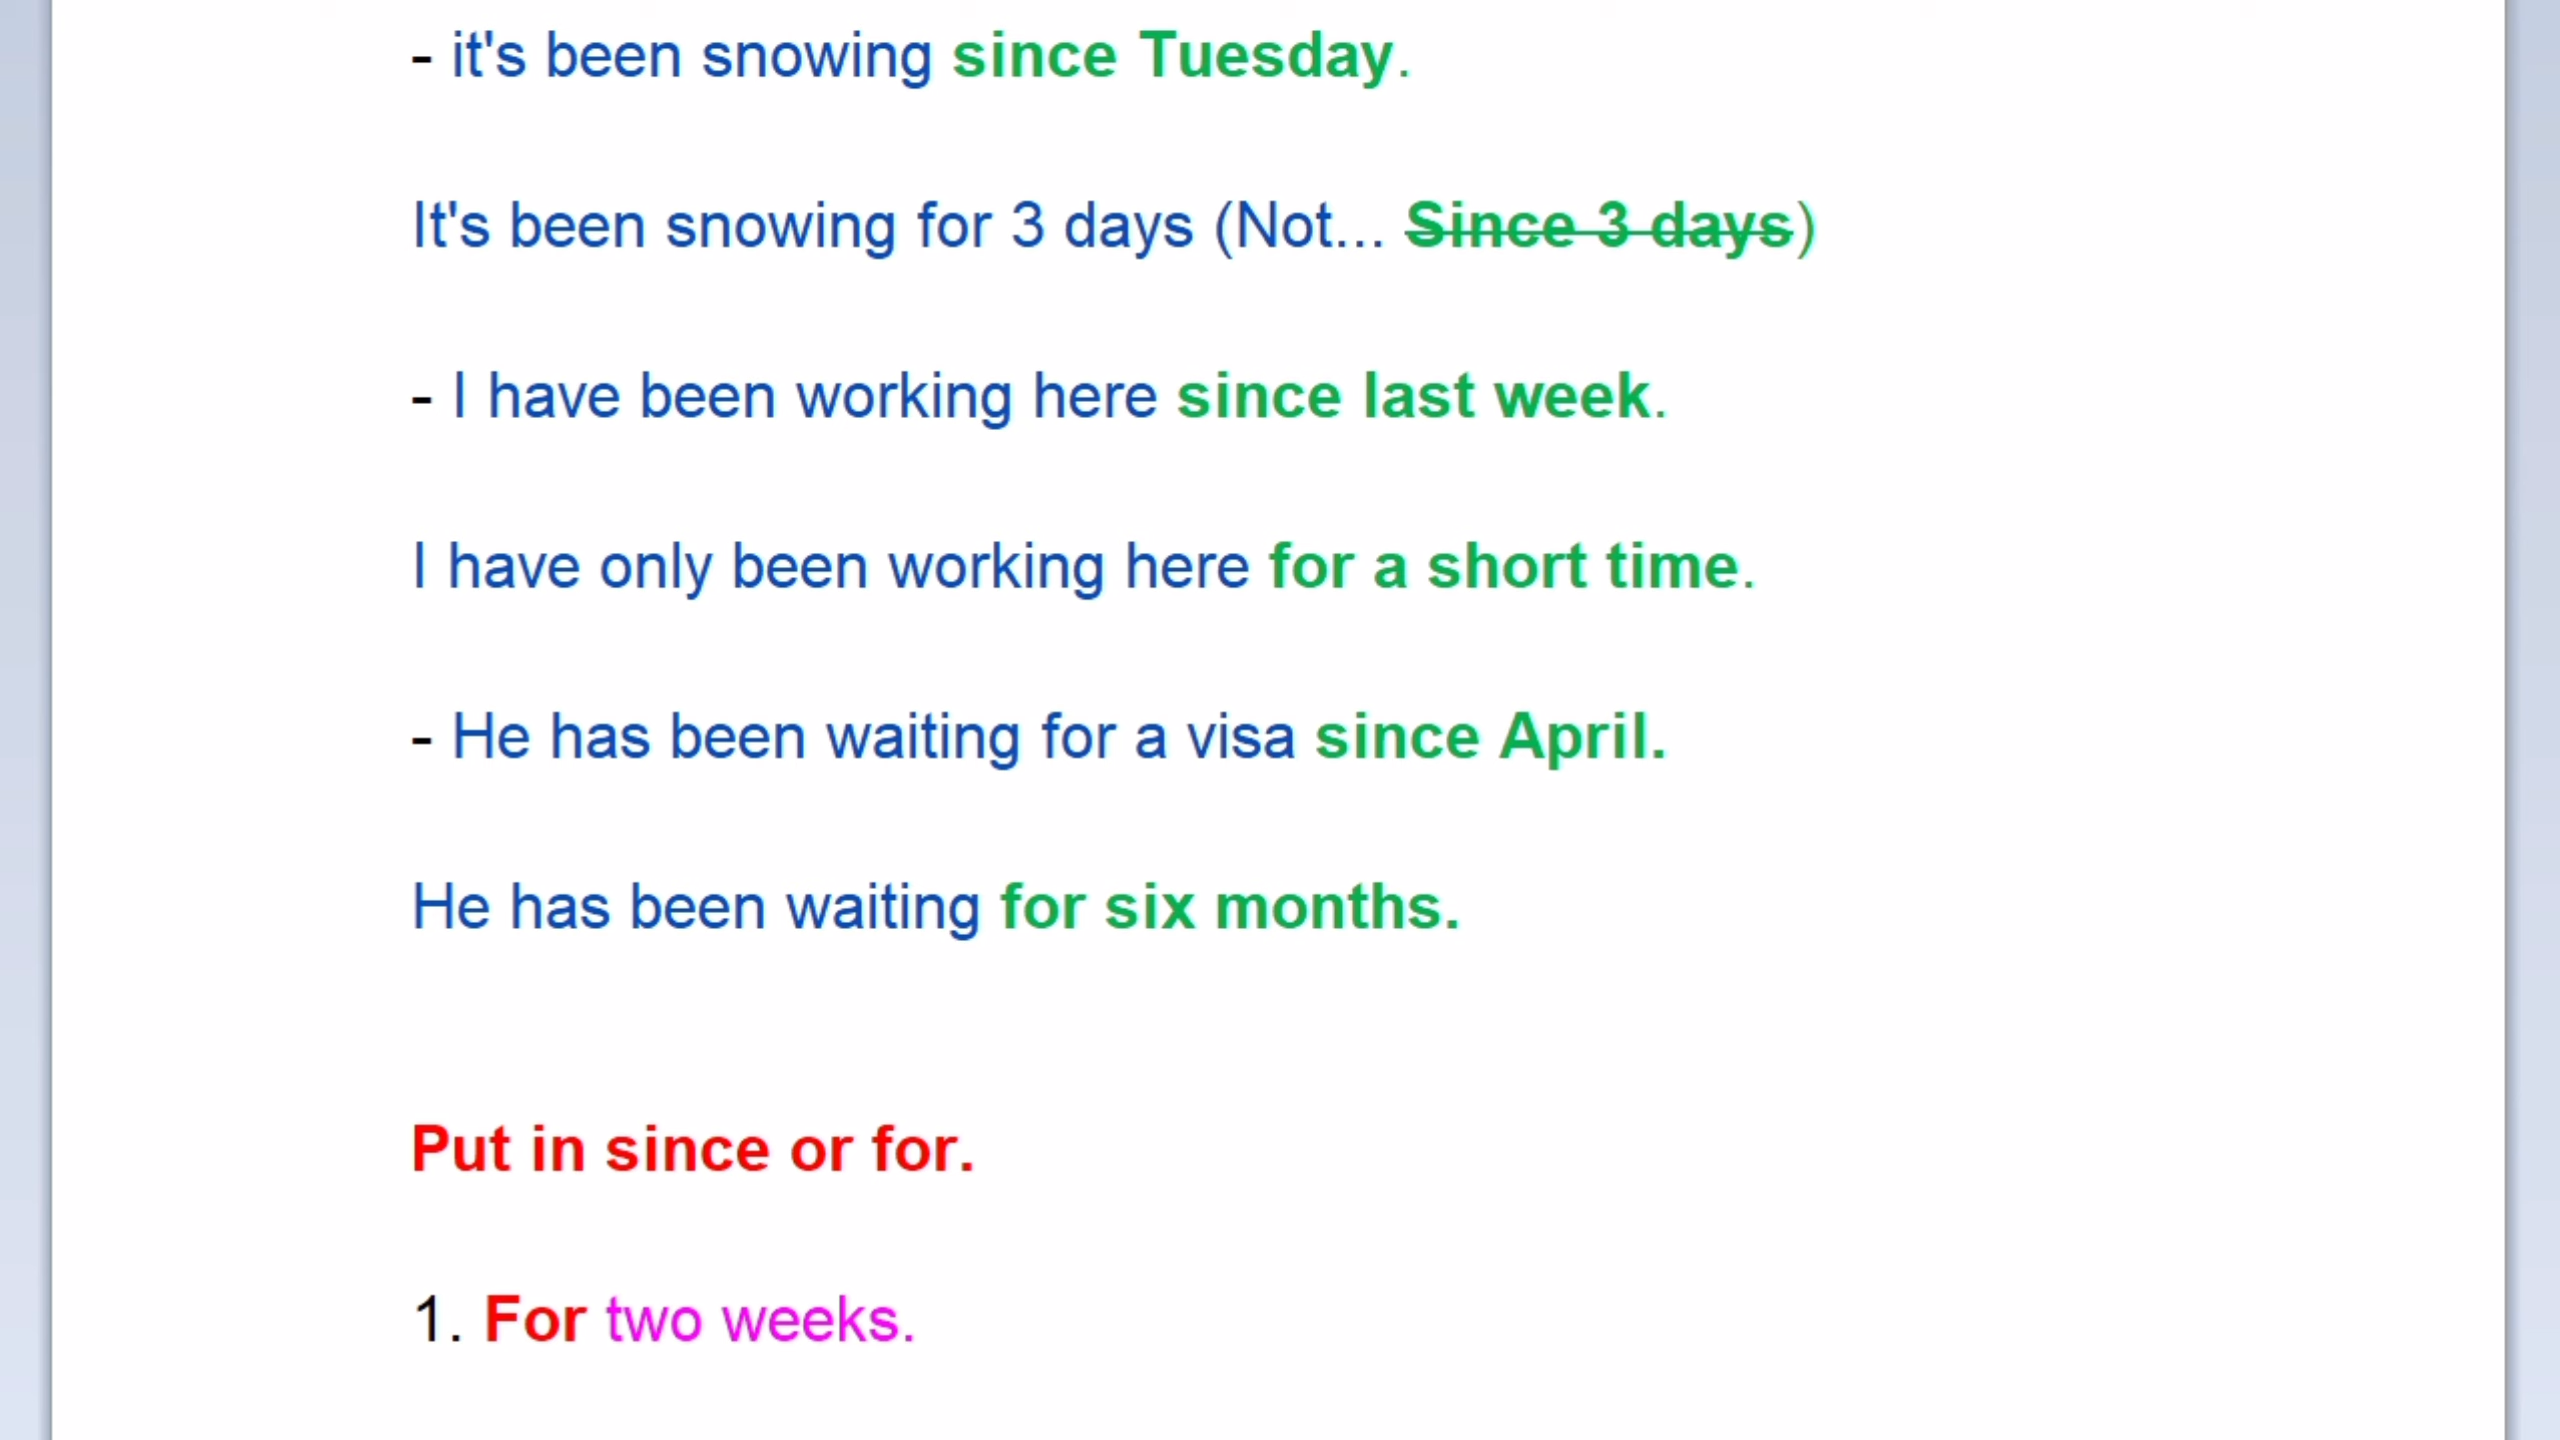 - it's been snowing since Tuesday.
It's been snowing for 3 days (Not... Since 3 days)
- I have been working here since last week.
I have only been working here for a short time.
- He has been waiting for a visa since April.
He has been waiting for six months.
Put in since or for.
1. For two weeks.